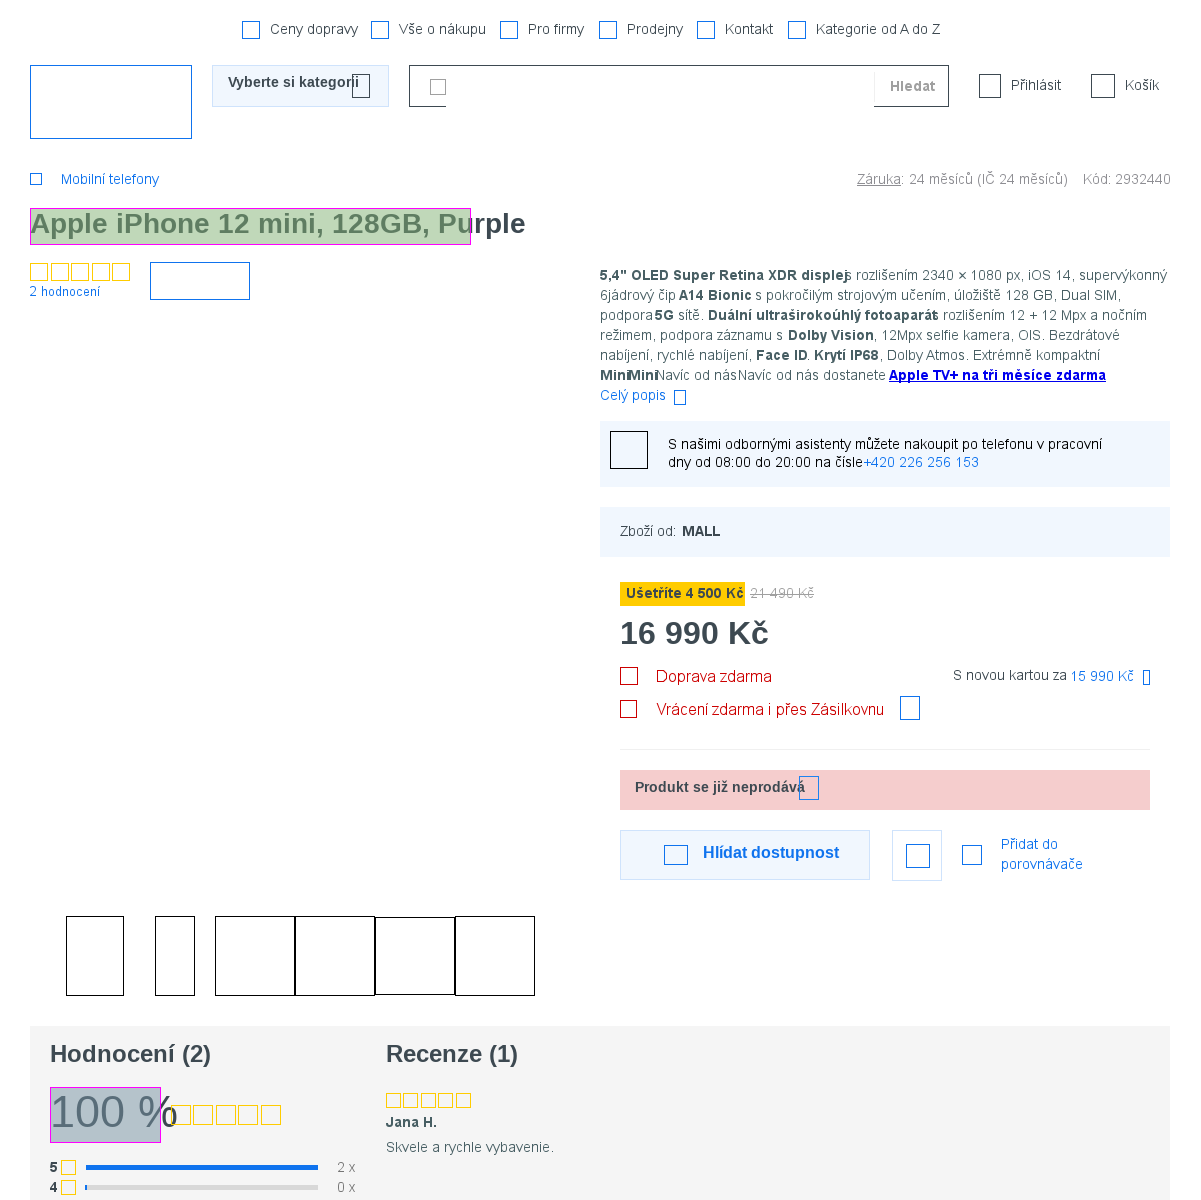 Ceny dopravy Vše o nákupu Pro firmy Prodejny Kontakt Kategorie od A do Z
Vyberte si kategorii Hledat Přihlásit Košík
Mobilní telefony Záruka: 24 měsíců (IČ 24 měsíců) Kód: 2932440
Apple iPhone 12 mini, 128GB, Purple
2 hodnocení
5,4" OLED Super Retina XDR displej s rozlišením 2340 × 1080 px, iOS 14, supervýkonný
6jádrový čip A14 Bionic s pokročilým strojovým učením, úložiště 128 GB, Dual SIM,
podpora 5G sítě. Duální ultraširokoúhlý fotoaparát s rozlišením 12 + 12 Mpx a nočním
režimem, podpora záznamu s Dolby Vision, 12Mpx selfie kamera, OIS. Bezdrátové
nabíjení, rychlé nabíjení, Face ID. Krytí IP68, Dolby Atmos. Extrémně kompaktní
MiniMiniNavíc od násNavíc od nás dostanete Apple TV+ na tři měsíce zdarma
Celý popis
S našimi odbornými asistenty můžete nakoupit po telefonu v pracovní
dny od 08:00 do 20:00 na čísle +420 226 256 153
Zboží od: MALL
Ušetříte 4 500 Kč 21 490 Kč
16 990 Kč
Doprava zdarma S novou kartou za 15 990 Kč
Vrácení zdarma i přes Zásilkovnu
Produkt se již neprodává
Hlídat dostupnost
Přidat do
porovnávače
Hodnocení (2)
100 %
5 2 x
4 0 x
Recenze (1)
Jana H.
Skvele a rychle vybavenie.